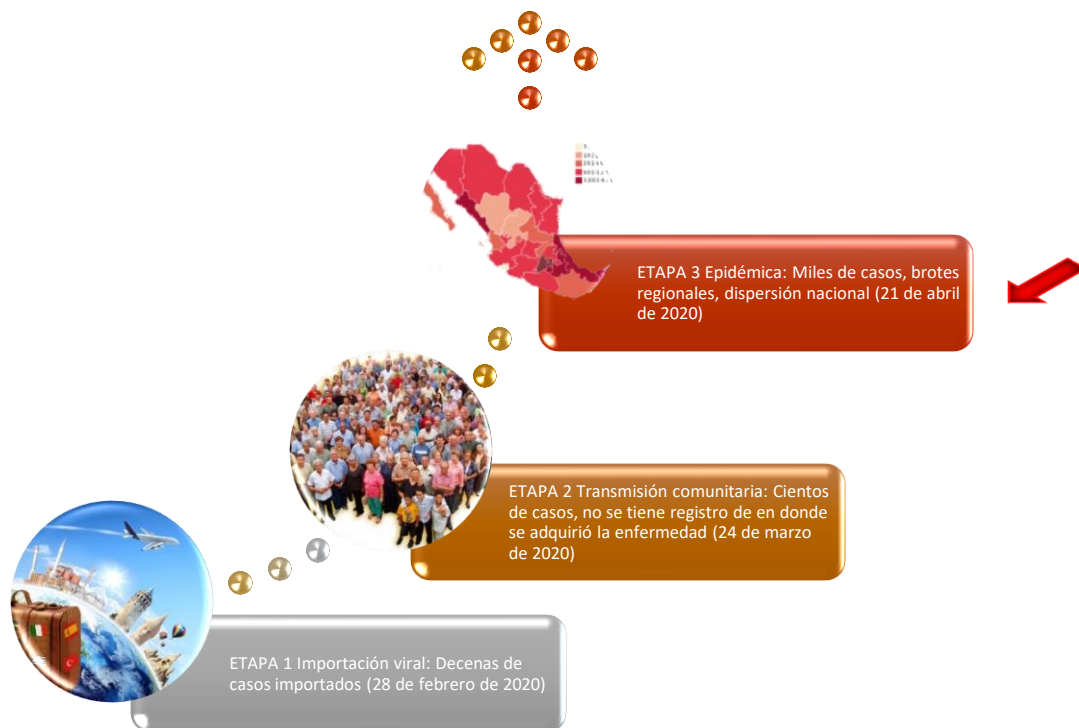 ETAPA 3 Epidémica: Miles de casos, brotes
regionales, dispersión nacional (21 de abril
de 2020)
ETAPA 2 Transmisión comunitaria: Cientos
de casos, no se tiene registro de en donde
se adquirió la enfermedad (24 de marzo
de 2020)
ETAPA 1 Importación viral: Decenas de
casos importados (28 de febrero de 2020)